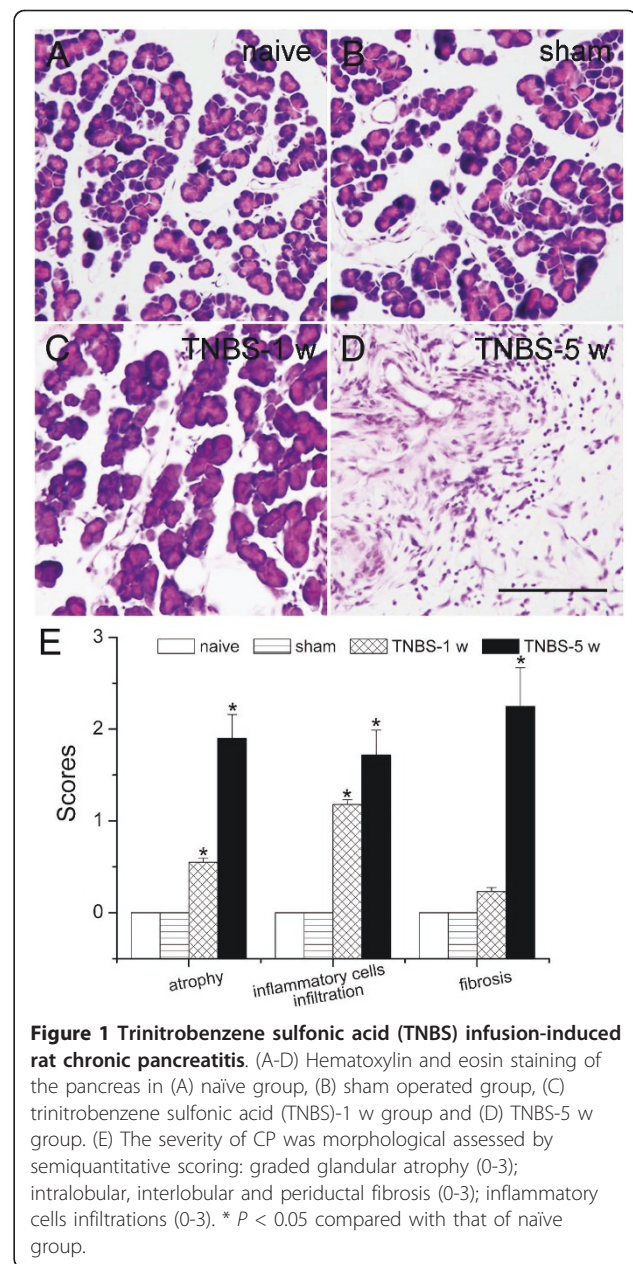 A naive
B sham
C TNBS-1 w
D TNBS-5 w
E
3
2
1
0
Scores
naive sham TNBS-1 w TNBS-5 w
* * * * *
atrophy
inflammatory cells
infiltration
fibrosis
Figure 1 Trinitrobenzene sulfonic acid (TNBS) infusion-induced
rat chronic pancreatitis. (A-D) Hematoxylin and eosin staining of
the pancreas in (A) naïve group, (B) sham operated group, (C)
trinitrobenzene sulfonic acid (TNBS)-1 w group and (D) TNBS-5 w
group. (E) The severity of CP was morphological assessed by
semiquantitative scoring: graded glandular atrophy (0-3);
intralobular, interlobular and periductal fibrosis (0-3); inflammatory
cells infiltrations (0-3). * P < 0.05 compared with that of naïve
group.